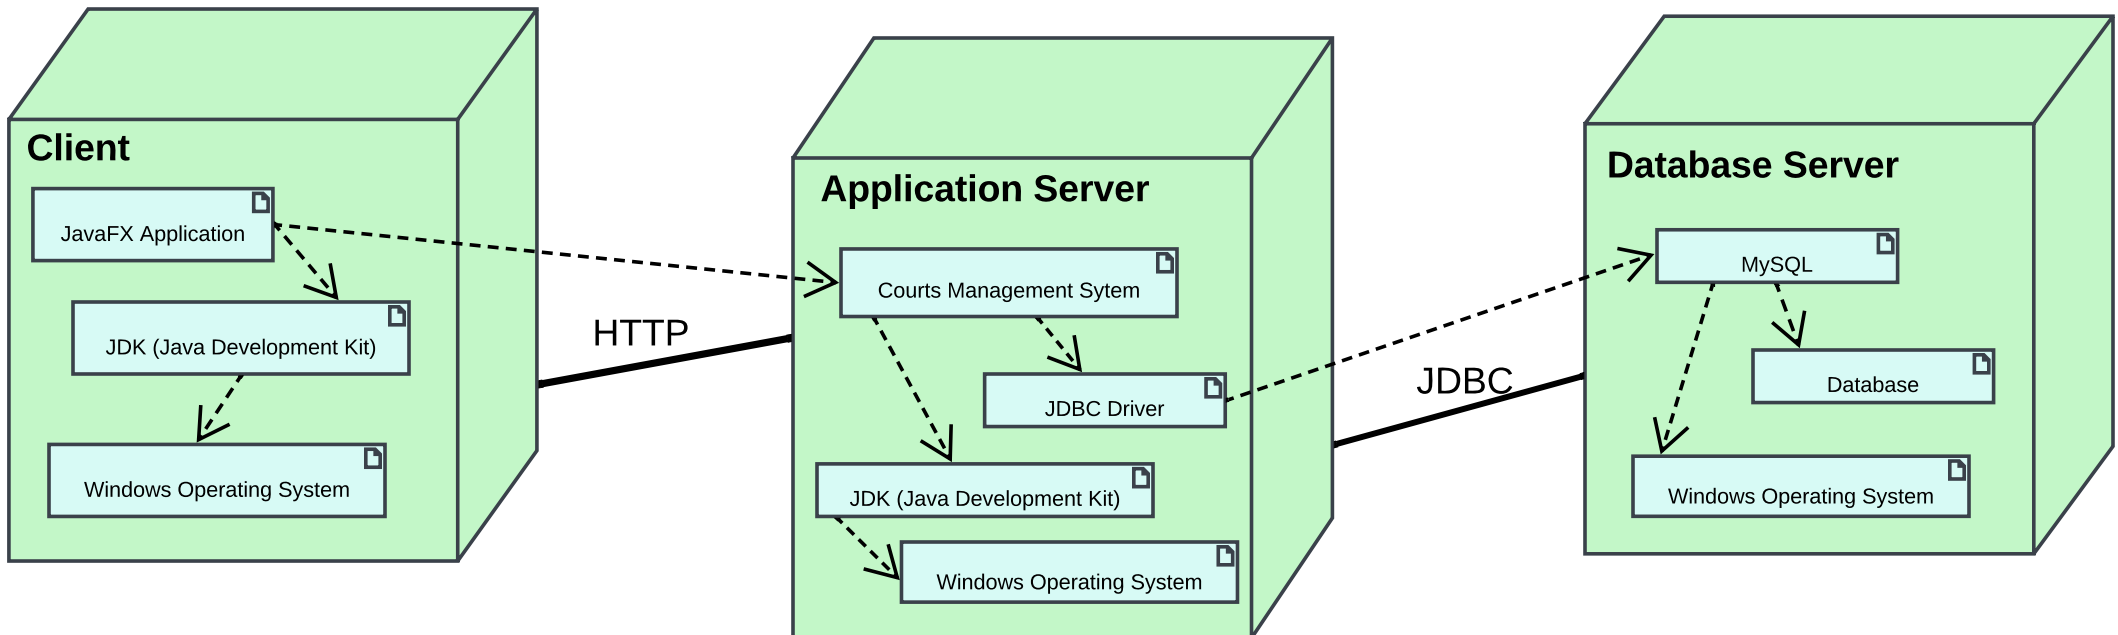 Client
JavaFX Application
JDK (Java Development Kit)
Windows Operating System
HTTP
Application Server
Courts Management Sytem
JDBC Driver
JDK (Java Development Kit)
Windows Operating System
JDBC
Database Server
MySQL
Database
Windows Operating System